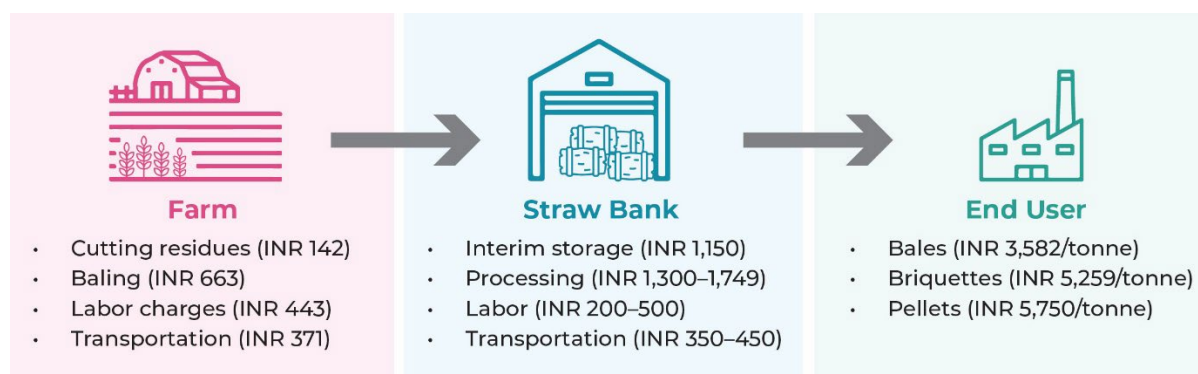 Farm
• Cutting residues (INR 142)
• Baling (INR 663)
• Labor charges (INR 443)
• Transportation (INR 371)
Straw Bank
• Interim storage (INR 1,150)
• Processing (INR 1,300–1,749)
• Labor (INR 200–500)
• Transportation (INR 350–450)
End User
• Bales (INR 3,582/tonne)
• Briquettes (INR 5,259/tonne)
• Pellets (INR 5,750/tonne)